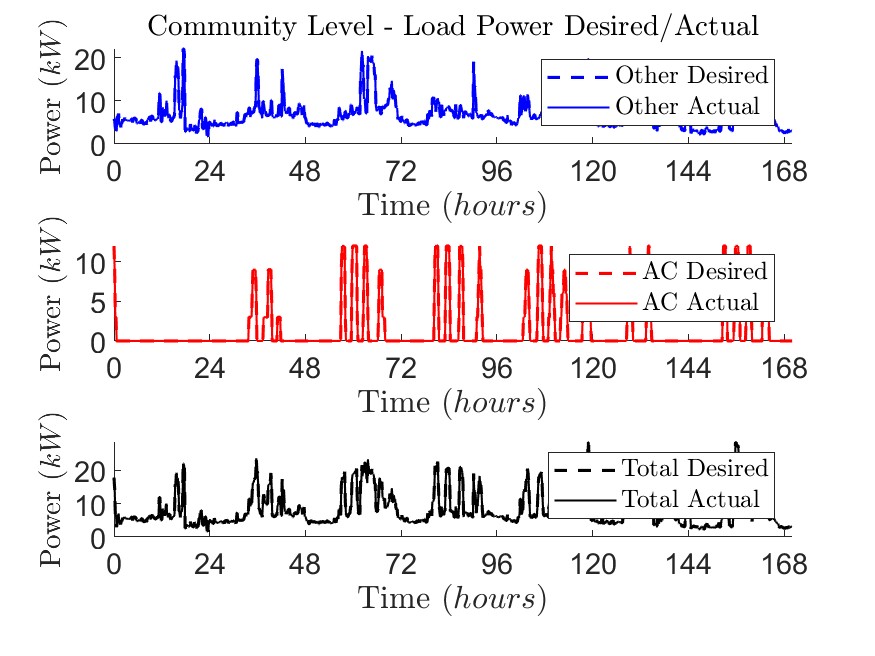 Community Level - Load Power Desired/Actual
Power (kW)
20
10
0
Other Desired
Other Actual
0 24 48 72 96 120 144 168
Time (hours)
Power (kW)
10
5
0
AC Desired
AC Actual
0 24 48 72 96 120 144 168
Time (hours)
Power (kW)
20
10
0
Total Desired
Total Actual
0 24 48 72 96 120 144 168
Time (hours)